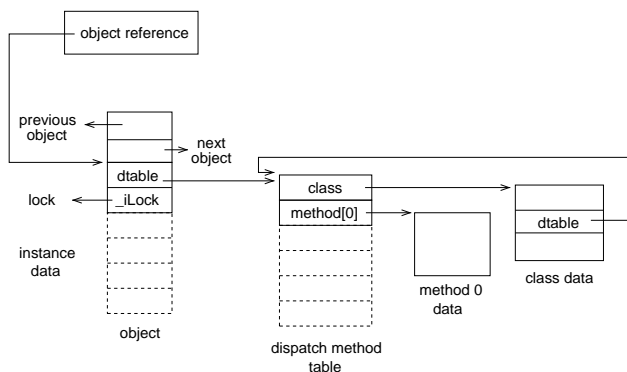 object reference
previous
object
next
object
dtable
lock
_iLock
instance
data
object
class
method[0]
dispatch method
table
method 0
data
dtable
class data